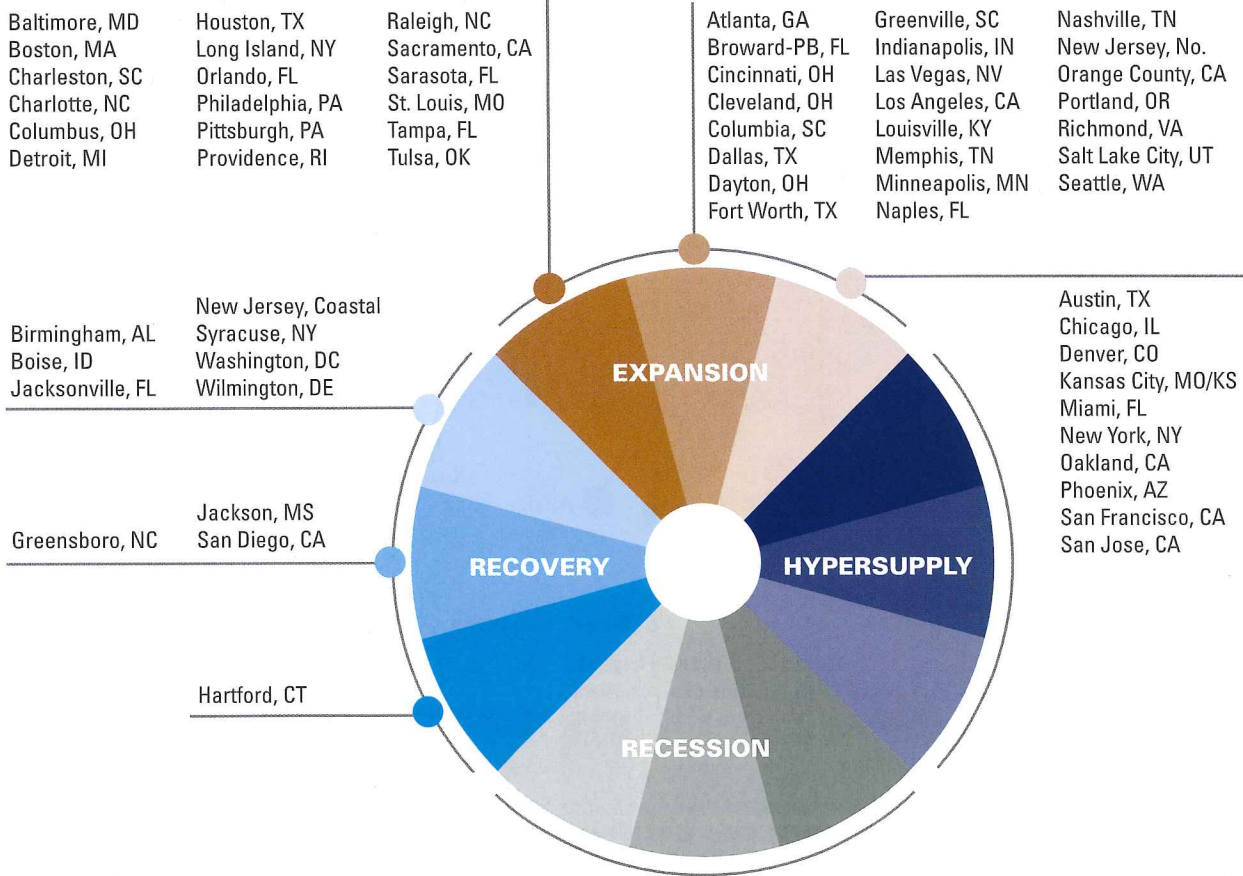 Baltimore, MD
Boston, MA
Charleston, SC
Charlotte, NC
Columbus, OH
Detroit, MI
Houston, TX
Long Island, NY
Orlando, FL
Philadelphia, PA
Pittsburgh, PA
Providence, RI
Raleigh, NC
Sacramento, CA
Sarasota, FL
St. Louis, MO
Tampa, FL
Tulsa, OK
Atlanta, GA
Broward-PB, FL
Cincinnati, OH
Cleveland, OH
Columbia, SC
Dallas, TX
Dayton, OH
Fort Worth, TX
Greenville, SC
Indianapolis, IN
Las Vegas, NV
Los Angeles, CA
Louisville, KY
Memphis, TN
Minneapolis, MN
Naples, FL
Nashville, TN
New Jersey, No.
Orange County, CA
Portland, OR
Richmond, VA
Salt Lake City, UT
Seattle, WA
Birmingham, AL
Boise, ID
Jacksonville, FL
New Jersey, Coastal
Syracuse, NY
Washington, DC
Wilmington, DE
Austin, TX
Chicago, IL
Denver, CO
Kansas City, MO/KS
Miami, FL
New York, NY
Oakland, CA
Phoenix, AZ
San Francisco, CA
San Jose, CA
EXPANSION
Greensboro, NC
Jackson, MS
San Diego, CA
RECOVERY
HYPERSUPPLY
Hartford, CT
RECESSION